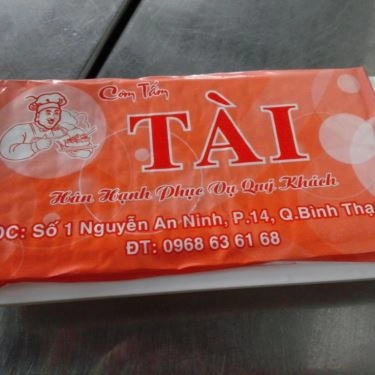 Cơm Tấm
TÀI
Hân Hạnh Phục Vụ Quý Khách
ĐC: Số 1 Nguyễn An Ninh, P.14, Q.Bình Thạ
ĐT: 0968 63 61 68